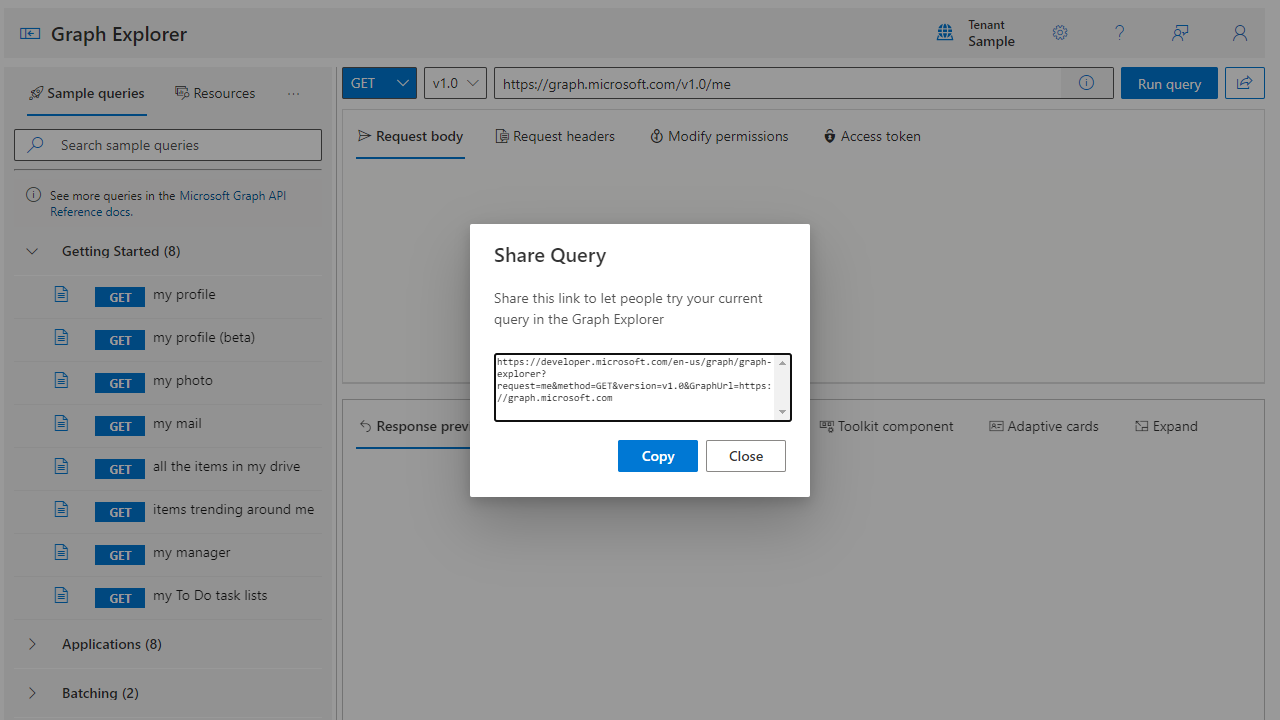 Graph Explorer
Tenant
Sample
Sample queries
Resources
...
GET
v1.0
https://graph.microsoft.com/v1.0/me
Run query
Search sample queries
See more queries in the Microsoft Graph API
Reference docs.
Getting Started (8)
GET my profile
GET my profile (beta)
GET my photo
GET my mail
GET all the items in my drive
GET items trending around me
GET my manager
GET my To Do task lists
Applications (8)
Batching (2)
Request body
Request headers
Modify permissions
Access token
Response prev
Toolkit component
Adaptive cards
Expand
Share Query
Share this link to let people try your current
query in the Graph Explorer
https://developer.microsoft.com/en-us/graph/graph-
explorer?
request=me&method=GET&version=v1.0&GraphUrl=https:
//graph.microsoft.com
Copy
Close